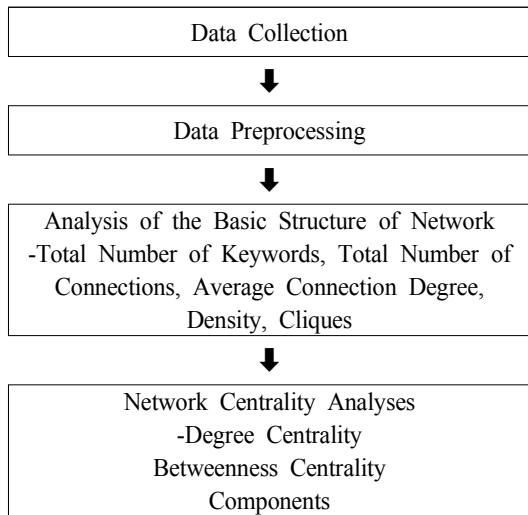 Data Collection
Data Preprocessing
Analysis of the Basic Structure of Network
-Total Number of Keywords, Total Number of
Connections, Average Connection Degree,
Density, Cliques
Network Centrality Analyses
-Degree Centrality
Betweenness Centrality
Components